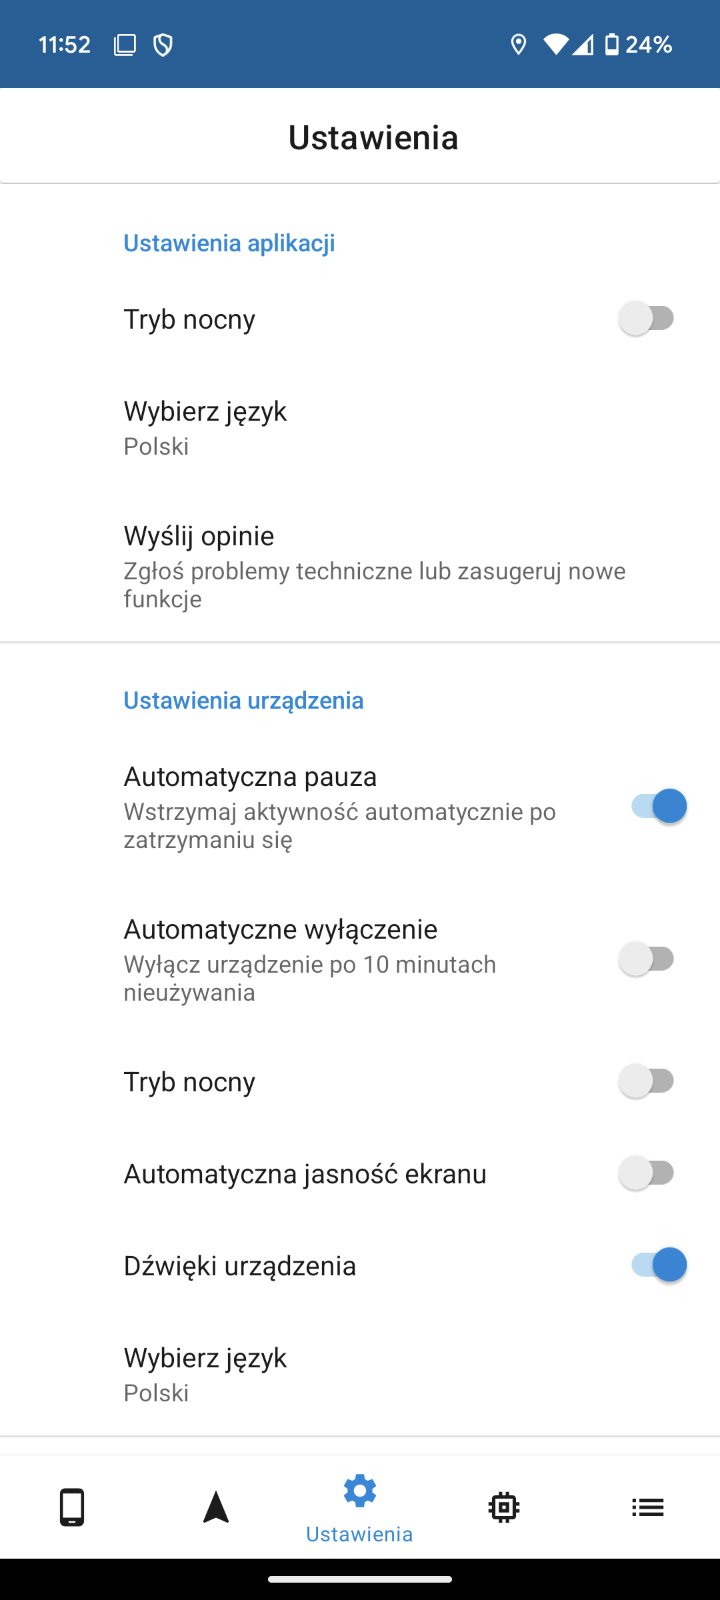 11:52
24%
Ustawienia
Ustawienia aplikacji
Tryb nocny
Wybierz język
Polski
Wyślij opinie
Zgłoś problemy techniczne lub zasugeruj nowe
funkcje
Ustawienia urządzenia
Automatyczna pauza
Wstrzymaj aktywność automatycznie po
zatrzymaniu się
Automatyczne wyłączenie
Wyłącz urządzenie po 10 minutach
nieużywania
Tryb nocny
Automatyczna jasność ekranu
Dźwięki urządzenia
Wybierz język
Polski
Ustawienia